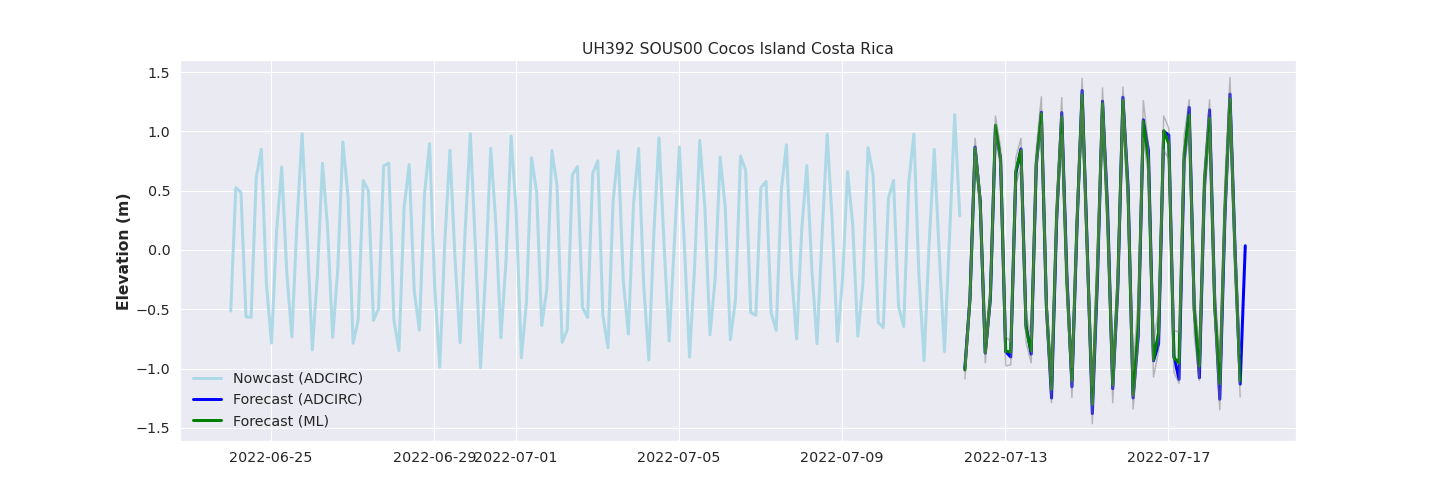 UH392 SOUS00 Cocos Island Costa Rica
Elevation (m)
1.5
1.0
0.5
0.0
−0.5
−1.0
−1.5
Nowcast (ADCIRC)
Forecast (ADCIRC)
Forecast (ML)
2022-06-25 2022-06-29 2022-07-01 2022-07-05 2022-07-09 2022-07-13 2022-07-17